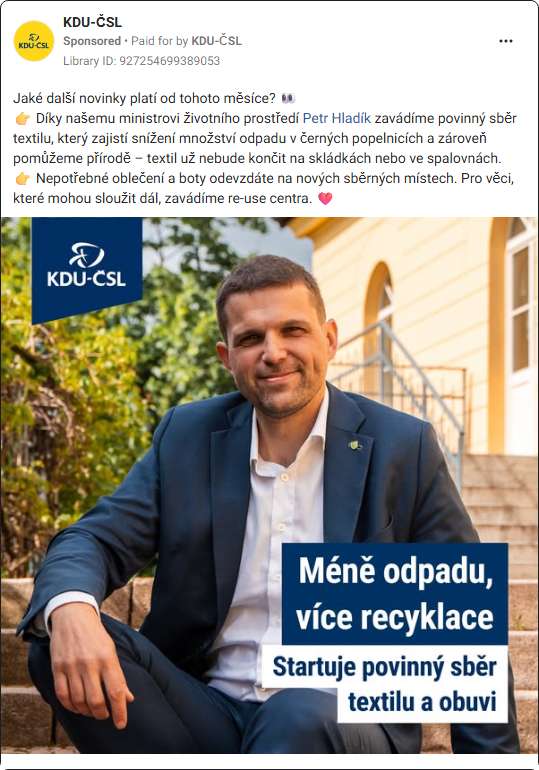 KDU-ČSL
Sponsored • Paid for by KDU-ČSL
Library ID: 927254699389053
KDU-ČSL
Jaké další novinky platí od tohoto měsíce? 👀
👉 Díky našemu ministrovi životního prostředí Petr Hladík zavádíme povinný sběr
textilu, který zajistí snížení množství odpadu v černých popelnicích a zároveň
pomůžeme přírodě – textil už nebude končit na skládkách nebo ve spalovnách.
👉 Nepotřebné oblečení a boty odevzdáte na nových sběrných místech. Pro věci,
které mohou sloužit dál, zavádíme re-use centra. 💗
KDU-ČSL
Méně odpadu,
více recyklace
Startuje povinný sběr
textilu a obuvi